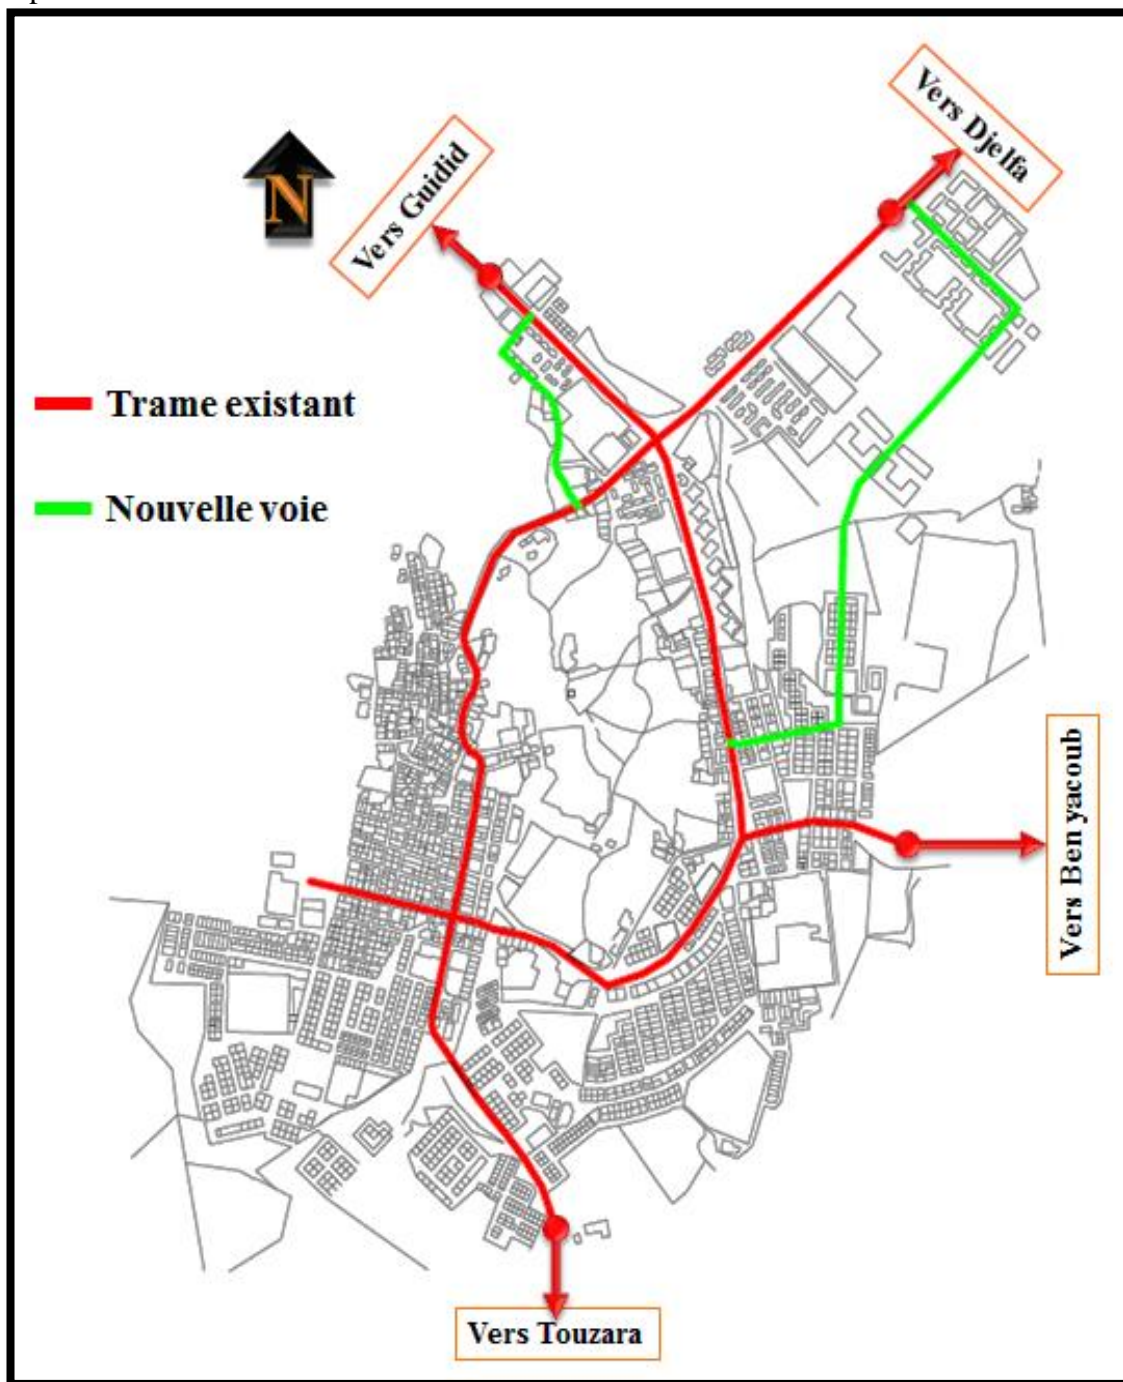 Vers Djelfa
Vers Guidid
N
Trame existant
Nouvelle voie
Vers Ben yacoub
Vers Touzara